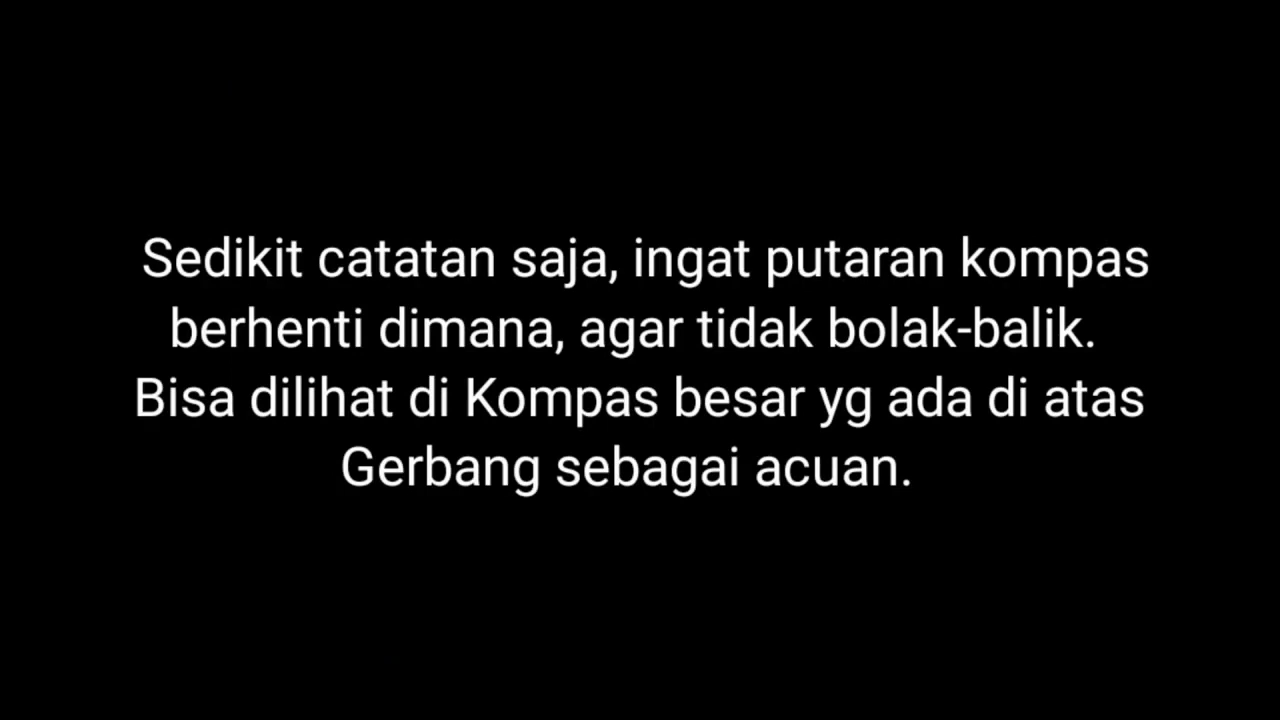 Sedikit catatan saja, ingat putaran kompas
berhenti dimana, agar tidak bolak-balik.
Bisa dilihat di Kompas besar yg ada di atas
Gerbang sebagai acuan.